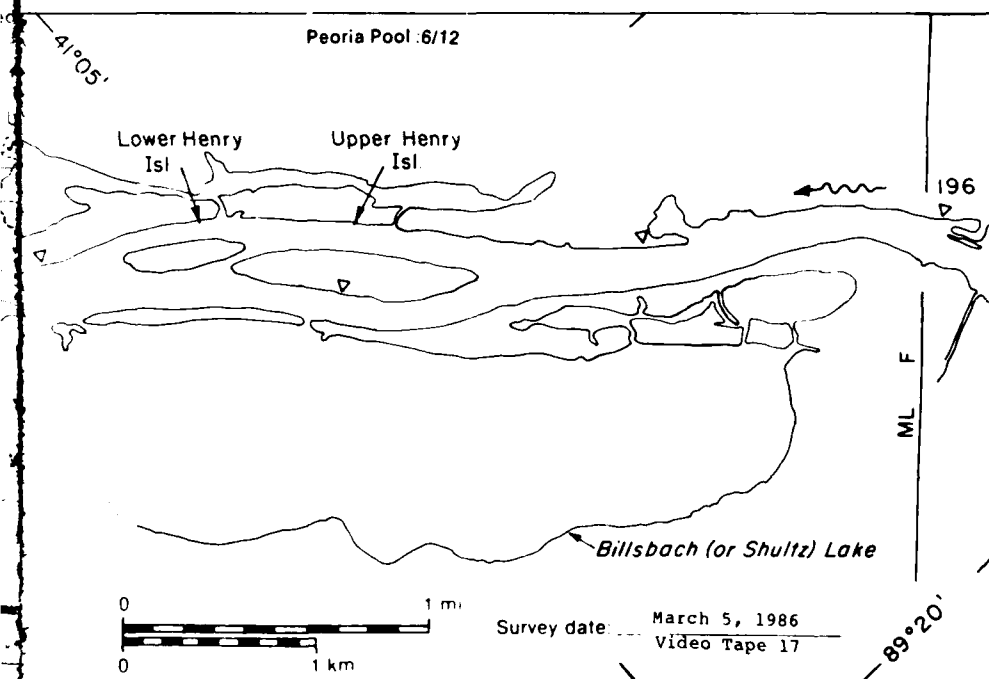 Peoria Pool :6/12
41°05'
Lower Henry
Isl
Upper Henry
Isl
196
ML F
Billsbach (or Shultz) Lake
0 1 mi
0 1 km
Survey date: March 5, 1986
Video Tape 17
89°20'